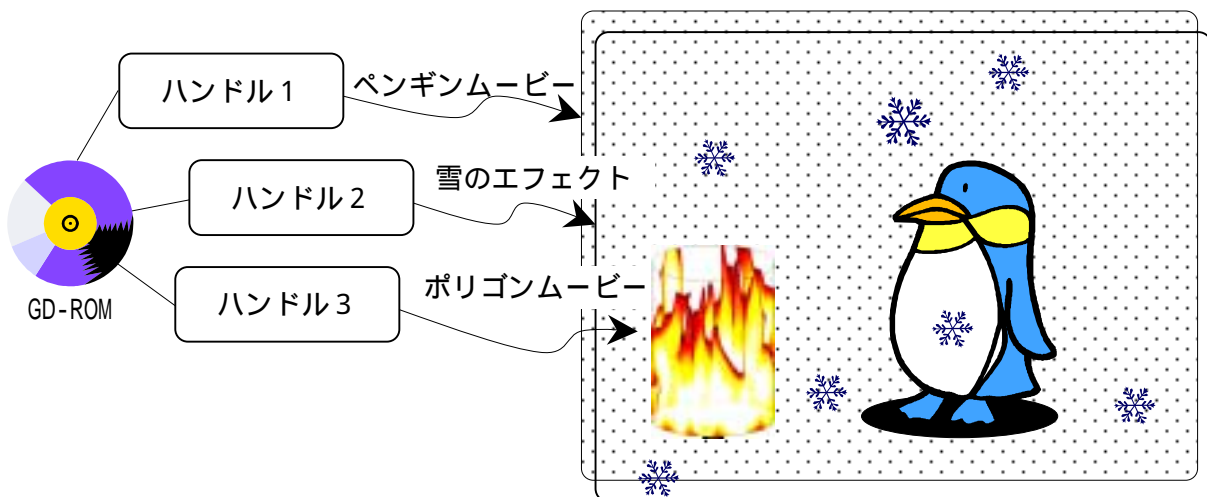 ハンドル1
ペンギンムービー
ハンドル2
雪のエフェクト
ハンドル3
ポリゴンムービー
GD-ROM